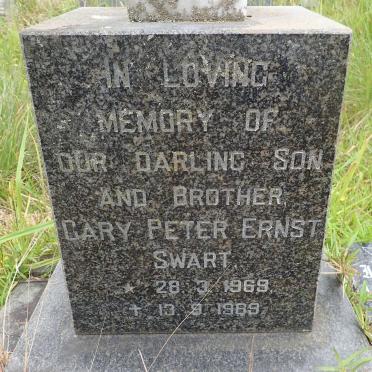 IN LOVING
MEMORY OF
OUR DARLING SON
AND BROTHER
GARY PETER ERNST
SWART
★ 28.3.1969
✝ 13.9.1989